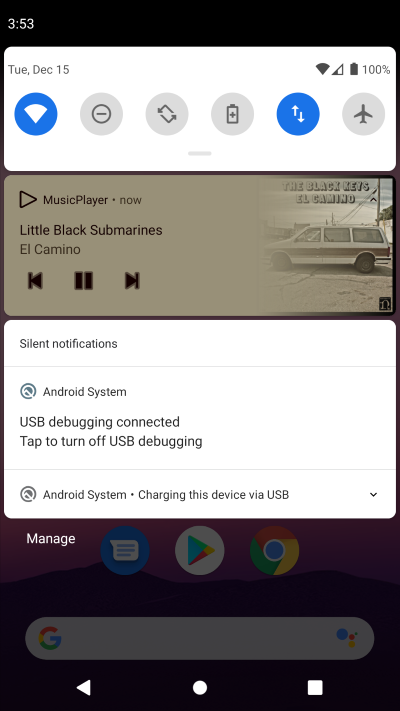 3:53
Tue, Dec 15
100%
MusicPlayer • now
THE BLACK KEYS
EL CAMINO
Little Black Submarines
El Camino
Silent notifications
Android System
USB debugging connected
Tap to turn off USB debugging
Android System • Charging this device via USB
Manage